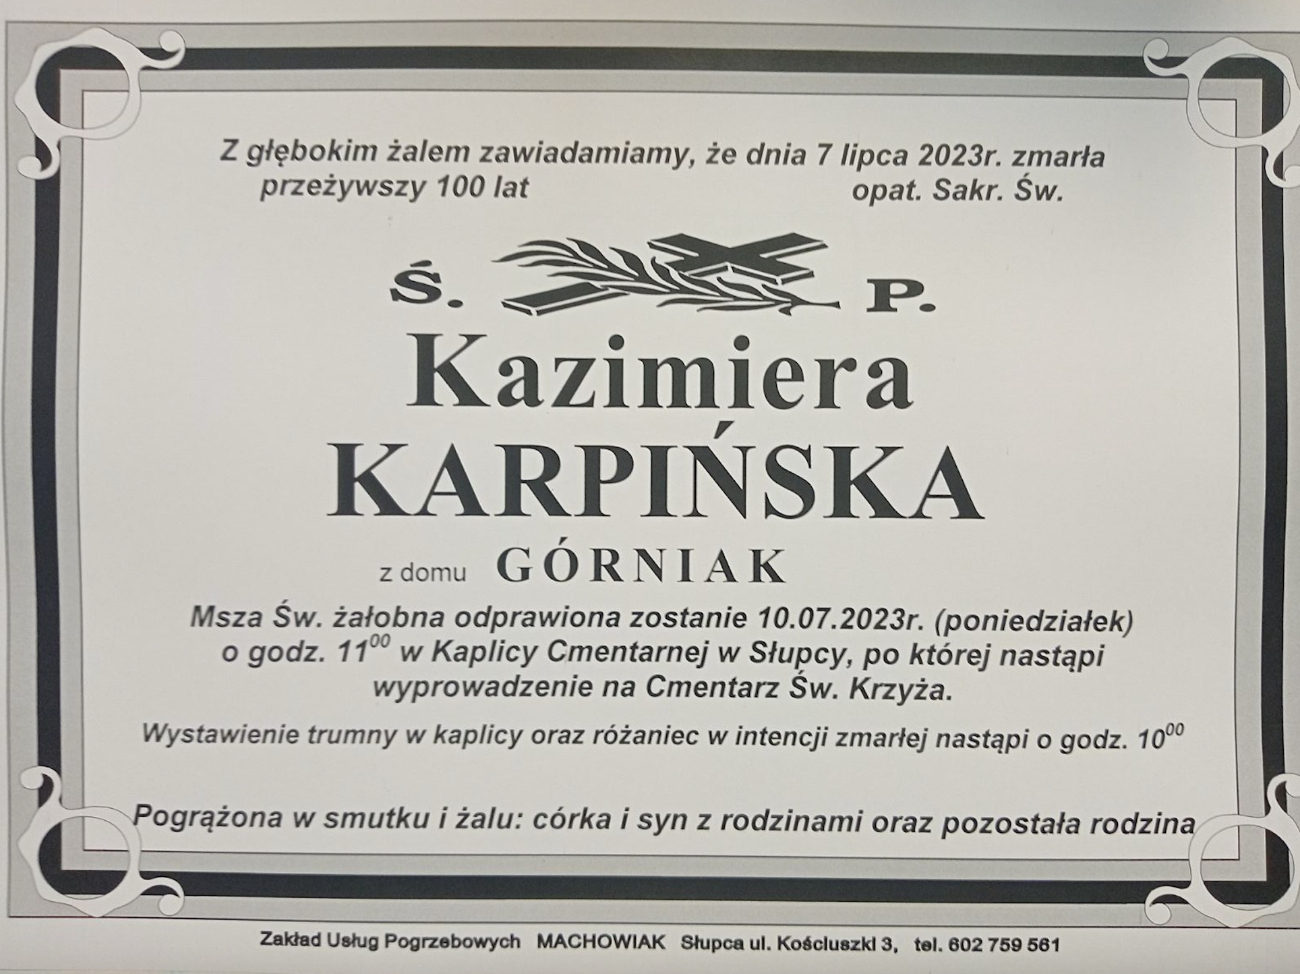 Z głębokim żalem zawiadamiamy, że dnia 7 lipca 2023r. zmarła
przeżywszy 100 lat opat. Sakr. Św.
Ś. P.
Kazimiera
KARPIŃSKA
z domu GÓRNIAK
Msza Św. żałobna odprawiona zostanie 10.07.2023r. (poniedziałek)
o godz. 11⁰⁰ w Kaplicy Cmentarnej w Słupcy, po której nastąpi
wyprowadzenie na Cmentarz Św. Krzyża.
Wystawienie trumny w kaplicy oraz różaniec w intencji zmarłej nastąpi o godz. 10⁰⁰
Pogrążona w smutku i żalu: córka i syn z rodzinami oraz pozostała rodzina
Zakład Usług Pogrzebowych MACHOWIAK Słupca ul. Kościuszki 3, tel. 602 759 561